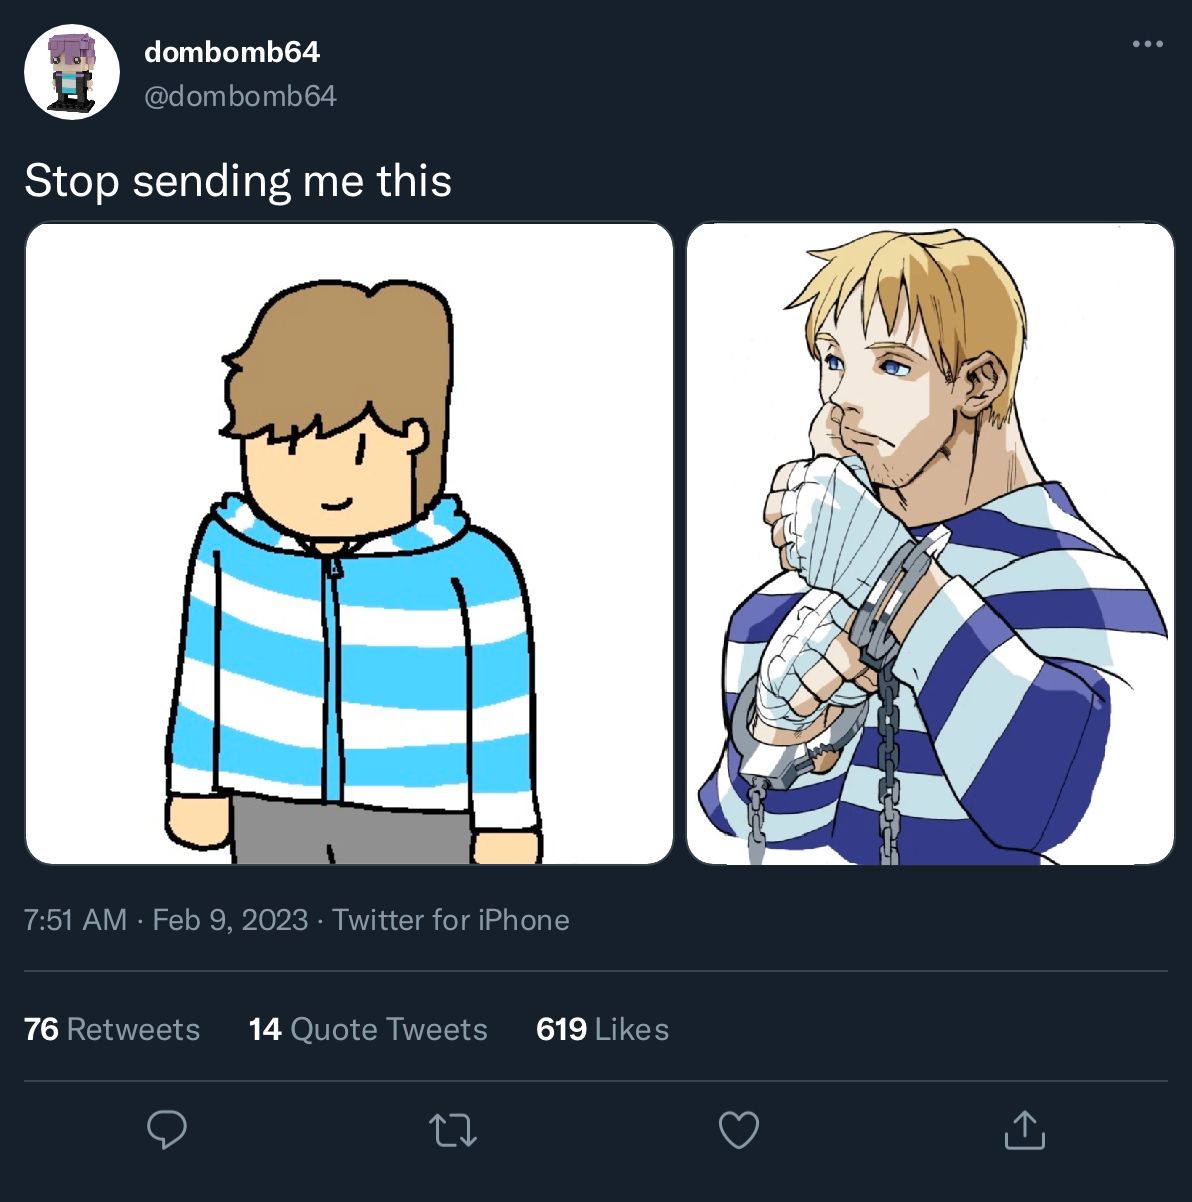 dombomb64
@dombomb64
Stop sending me this
7:51 AM · Feb 9, 2023 · Twitter for iPhone
76 Retweets 14 Quote Tweets 619 Likes